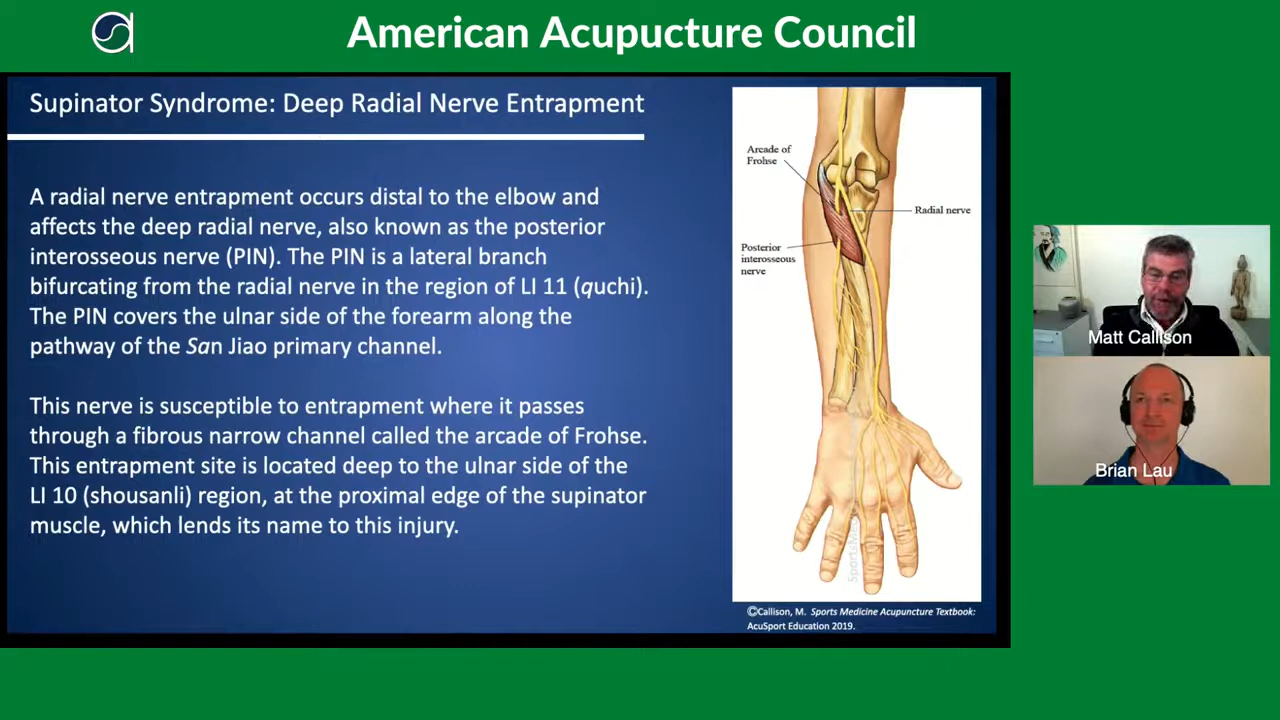 American Acupucture Council
Supinator Syndrome: Deep Radial Nerve Entrapment
A radial nerve entrapment occurs distal to the elbow and
affects the deep radial nerve, also known as the posterior
interosseous nerve (PIN). The PIN is a lateral branch
bifurcating from the radial nerve in the region of LI 11 (quchi).
The PIN covers the ulnar side of the forearm along the
pathway of the San Jiao primary channel.
This nerve is susceptible to entrapment where it passes
through a fibrous narrow channel called the arcade of Frohse.
This entrapment site is located deep to the ulnar side of the
LI 10 (shousanli) region, at the proximal edge of the supinator
muscle, which lends its name to this injury.
Arcade of
Frohse
Radial nerve
Posterior
interosseous
nerve
©Callison, M. Sports Medicine Acupuncture Textbook:
AcuSport Education 2019.
Matt Callison
Brian Lau